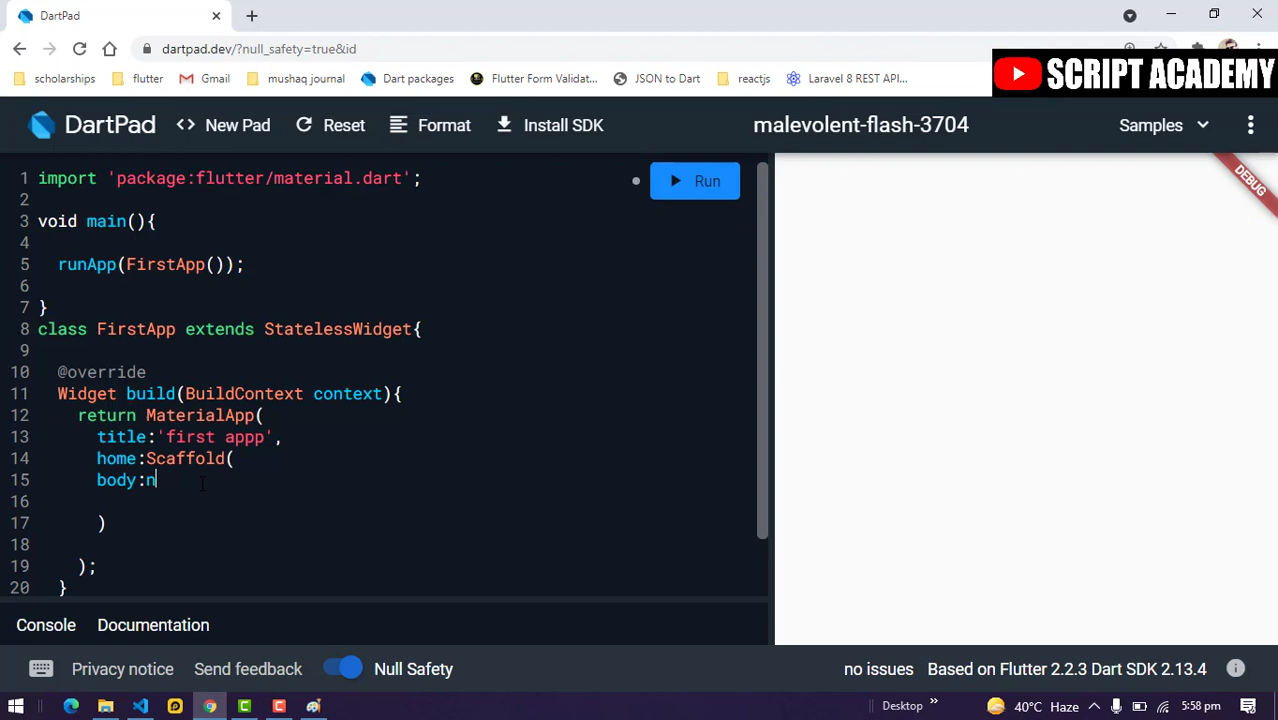 DartPad
dartpad.dev/?null_safety=true&id
scholarships flutter Gmail mushaq journal Dart packages Flutter Form Validat... JSON to Dart reactjs Laravel 8 REST API...
SCRIPT ACADEMY
DartPad <> New Pad Reset Format Install SDK malevolent-flash-3704 Samples
1 import 'package:flutter/material.dart';
Run
DEBUG
2
3 void main(){
4
5 runApp(FirstApp());
6
7 }
8 class FirstApp extends StatelessWidget{
9
10 @override
11 Widget build(BuildContext context){
12 return MaterialApp(
13 title:'first appp',
14 home:Scaffold(
15 body:n
16
17 )
18
19 );
20 }
Console Documentation
Privacy notice Send feedback Null Safety no issues Based on Flutter 2.2.3 Dart SDK 2.13.4
Desktop 40°C Haze 5:58 pm